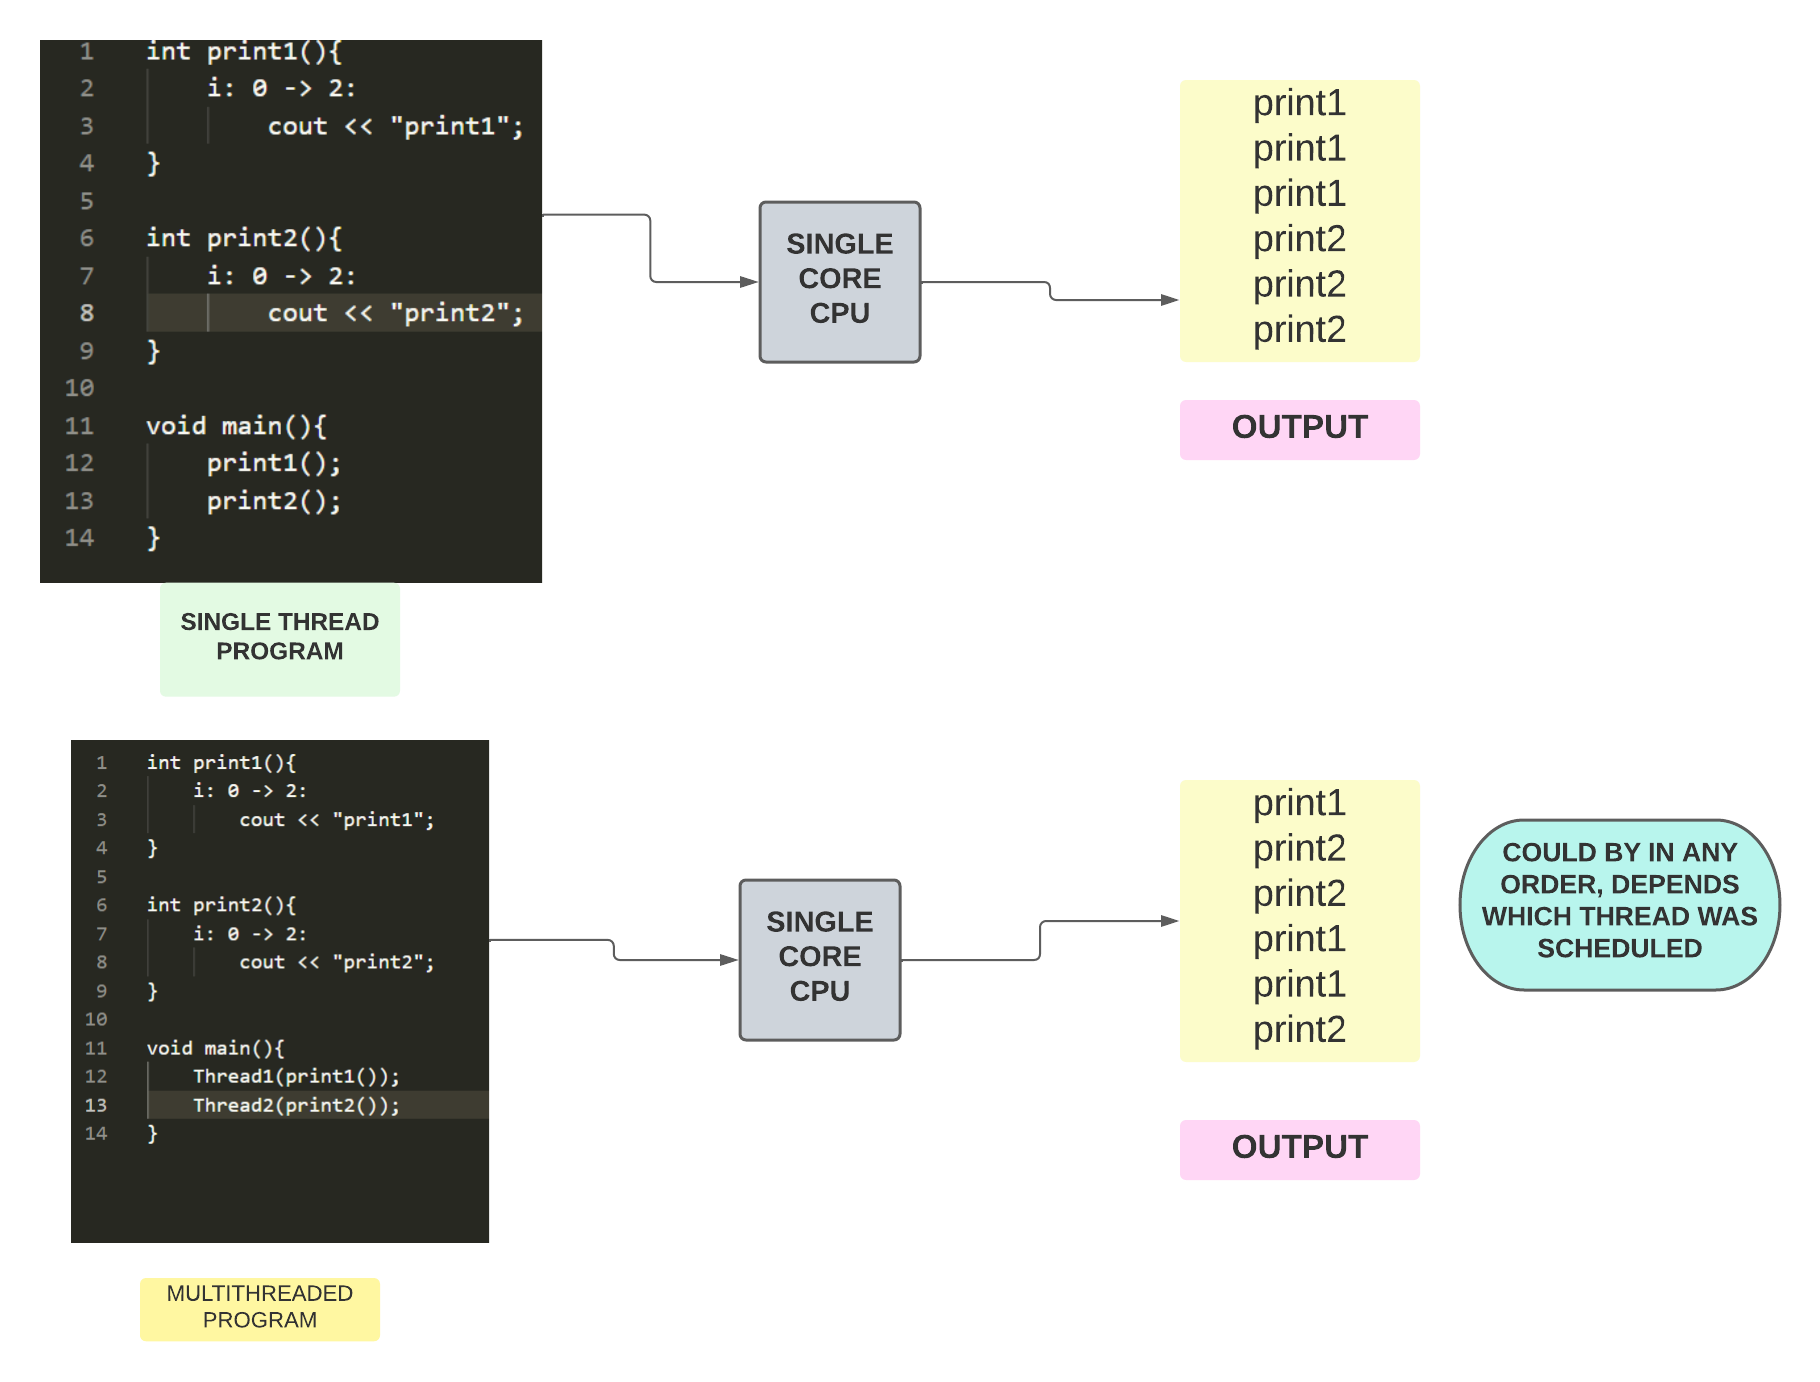 1 int print1(){
2 i: 0 -> 2:
3 cout << "print1";
4 }
5
6 int print2(){
7 i: 0 -> 2:
8 cout << "print2";
9 }
10
11 void main(){
12 print1();
13 print2();
14 }
SINGLE THREAD
PROGRAM
SINGLE
CORE
CPU
print1
print1
print1
print2
print2
print2
OUTPUT
1 int print1(){
2 i: 0 -> 2:
3 cout << "print1";
4 }
5
6 int print2(){
7 i: 0 -> 2:
8 cout << "print2";
9 }
10
11 void main(){
12 Thread1(print1());
13 Thread2(print2());
14 }
MULTITHREADED
PROGRAM
SINGLE
CORE
CPU
print1
print2
print2
print1
print1
print2
OUTPUT
COULD BY IN ANY
ORDER, DEPENDS
WHICH THREAD WAS
SCHEDULED